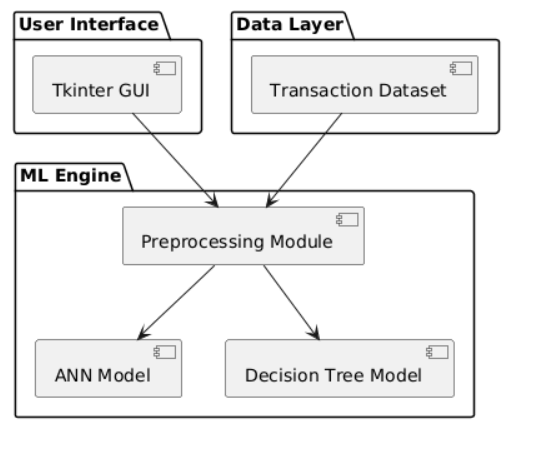 User Interface
Data Layer
Tkinter GUI
Transaction Dataset
ML Engine
Preprocessing Module
ANN Model
Decision Tree Model